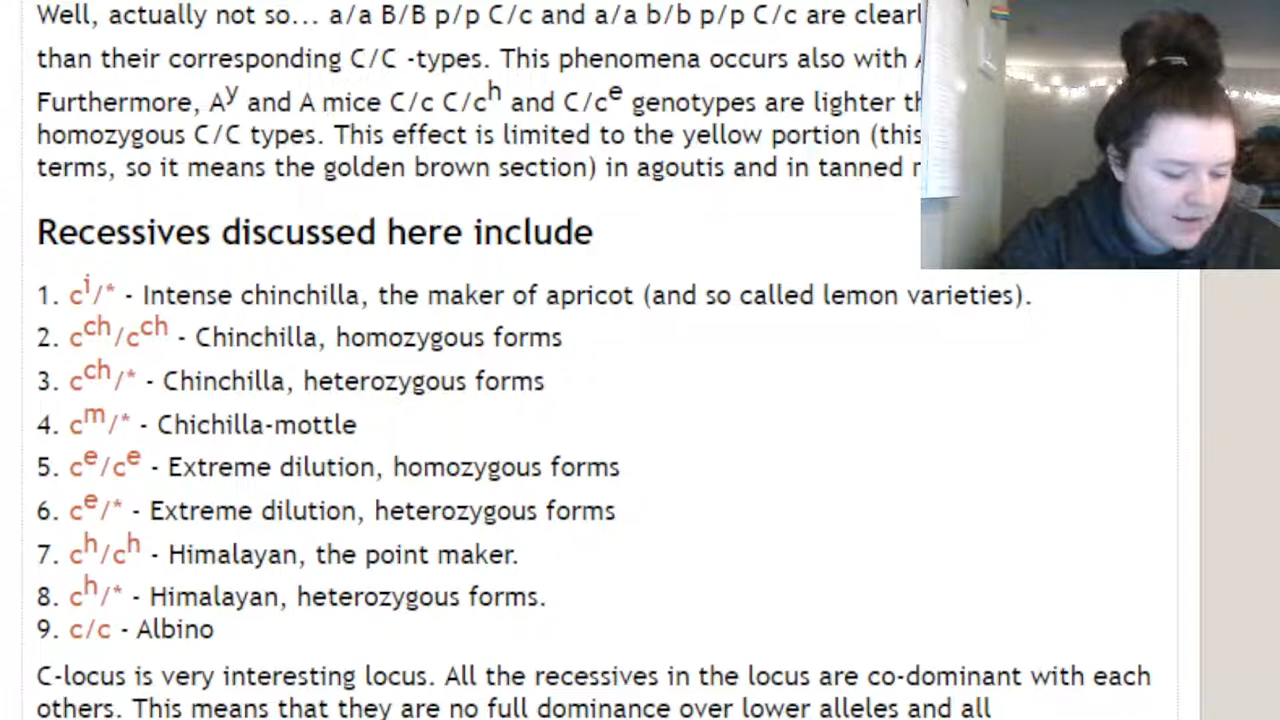 Well, actually not so... a/a B/B p/p C/c and a/a b/b p/p C/c are
than their corresponding C/C -types. This phenomena occurs also with
Furthermore, Aʸ and A mice C/c C/cʰ and C/cᵉ genotypes are lighter
homozygous C/C types. This effect is limited to the yellow portion (this
terms, so it means the golden brown section) in agoutis and in tanned
Recessives discussed here include
1. cⁱ/* - Intense chinchilla, the maker of apricot (and so called lemon varieties).
2. cᶜʰ/cᶜʰ - Chinchilla, homozygous forms
3. cᶜʰ/* - Chinchilla, heterozygous forms
4. cᵐ/* - Chichilla-mottle
5. cᵉ/cᵉ - Extreme dilution, homozygous forms
6. cᵉ/* - Extreme dilution, heterozygous forms
7. cʰ/cʰ - Himalayan, the point maker.
8. cʰ/* - Himalayan, heterozygous forms.
9. c/c - Albino
C-locus is very interesting locus. All the recessives in the locus are co-dominant with each
others. This means that they are no full dominance over lower alleles and all